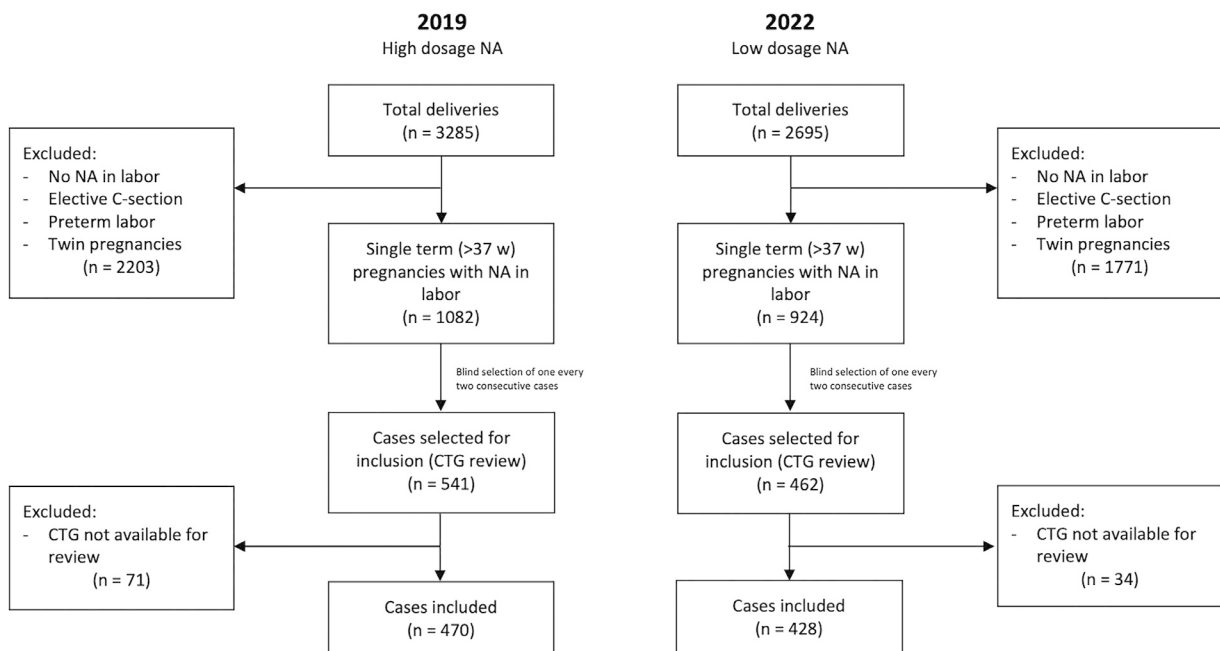 2019
High dosage NA
Total deliveries
(n = 3285)
Excluded:
- No NA in labor
- Elective C-section
- Preterm labor
- Twin pregnancies
(n = 2203)
Single term (>37 w)
pregnancies with NA in
labor
(n = 1082)
Blind selection of one every
two consecutive cases
Cases selected for
inclusion (CTG review)
(n = 541)
Excluded:
- CTG not available for
review
(n = 71)
Cases included
(n = 470)
2022
Low dosage NA
Total deliveries
(n = 2695)
Excluded:
- No NA in labor
- Elective C-section
- Preterm labor
- Twin pregnancies
(n = 1771)
Single term (>37 w)
pregnancies with NA in
labor
(n = 924)
Blind selection of one every
two consecutive cases
Cases selected for
inclusion (CTG review)
(n = 462)
Excluded:
- CTG not available for
review
(n = 34)
Cases included
(n = 428)